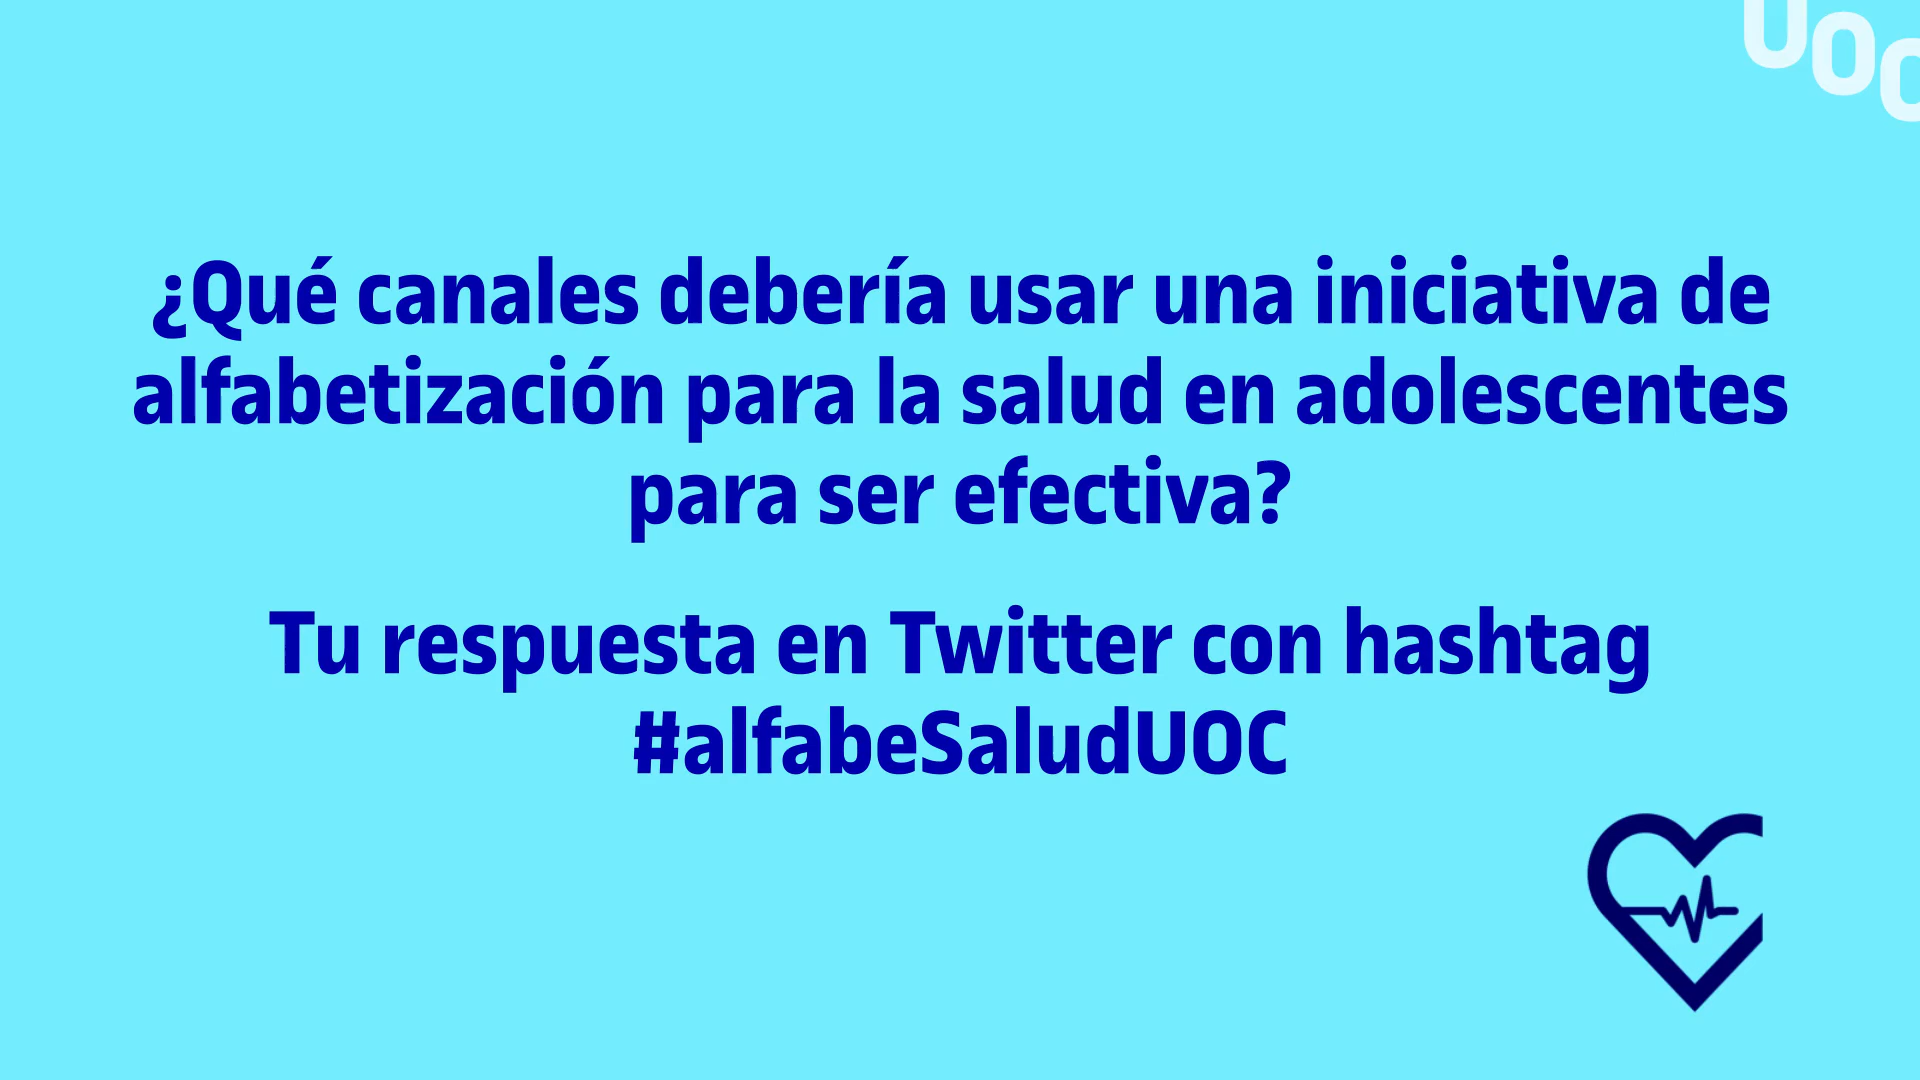 UOC
¿Qué canales debería usar una iniciativa de
alfabetización para la salud en adolescentes
para ser efectiva?
Tu respuesta en Twitter con hashtag
#alfabeSaludUOC